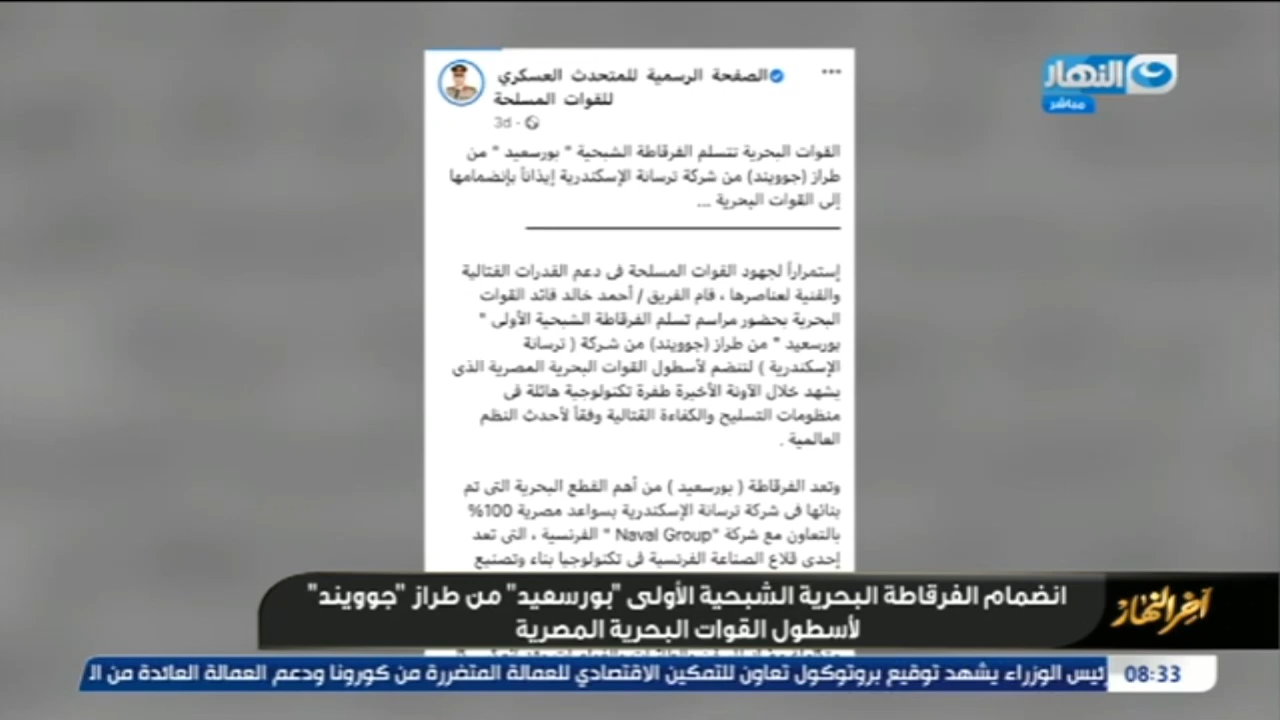 الصفحة الرسمية للمتحدث العسكري
للقوات المسلحة
3d
القوات البحرية تتسلم الفرقاطة الشبحية " بورسعيد " من
طراز (جوويند) من شركة ترسانة الإسكندرية إيذاناً بإنضمامها
إلى القوات البحرية ...
إستمراراً لجهود القوات المسلحة فى دعم القدرات القتالية
والفنية لعناصرها ، قام الفريق / أحمد خالد قائد القوات
البحرية بحضور مراسم تسلم الفرقاطة الشبحية الأولى "
بورسعيد " من طراز (جوويند) من شركة ( ترسانة
الإسكندرية ) لتنضم لأسطول القوات البحرية المصرية الذى
يشهد خلال الآونة الأخيرة طفرة تكنولوجية هائلة فى
منظومات التسليح والكفاءة القتالية وفقاً لأحدث النظم
العالمية .
وتعد الفرقاطة ( بورسعيد ) من أهم القطع البحرية التى تم
بنائها فى شركة ترسانة الإسكندرية بسواعد مصرية 100%
بالتعاون مع شركة "Naval Group " الفرنسية ، التى تعد
إحدى قلاع الصناعة الفرنسية فى تكنولوجيا بناء وتصنيع
النهار
مباشر
انضمام الفرقاطة البحرية الشبحية الأولى "بورسعيد" من طراز "جوويند"
لأسطول القوات البحرية المصرية
آخر النهار
رئيس الوزراء يشهد توقيع بروتوكول تعاون للتمكين الاقتصادي للعمالة المتضررة من كورونا ودعم العمالة العائدة من
08:33